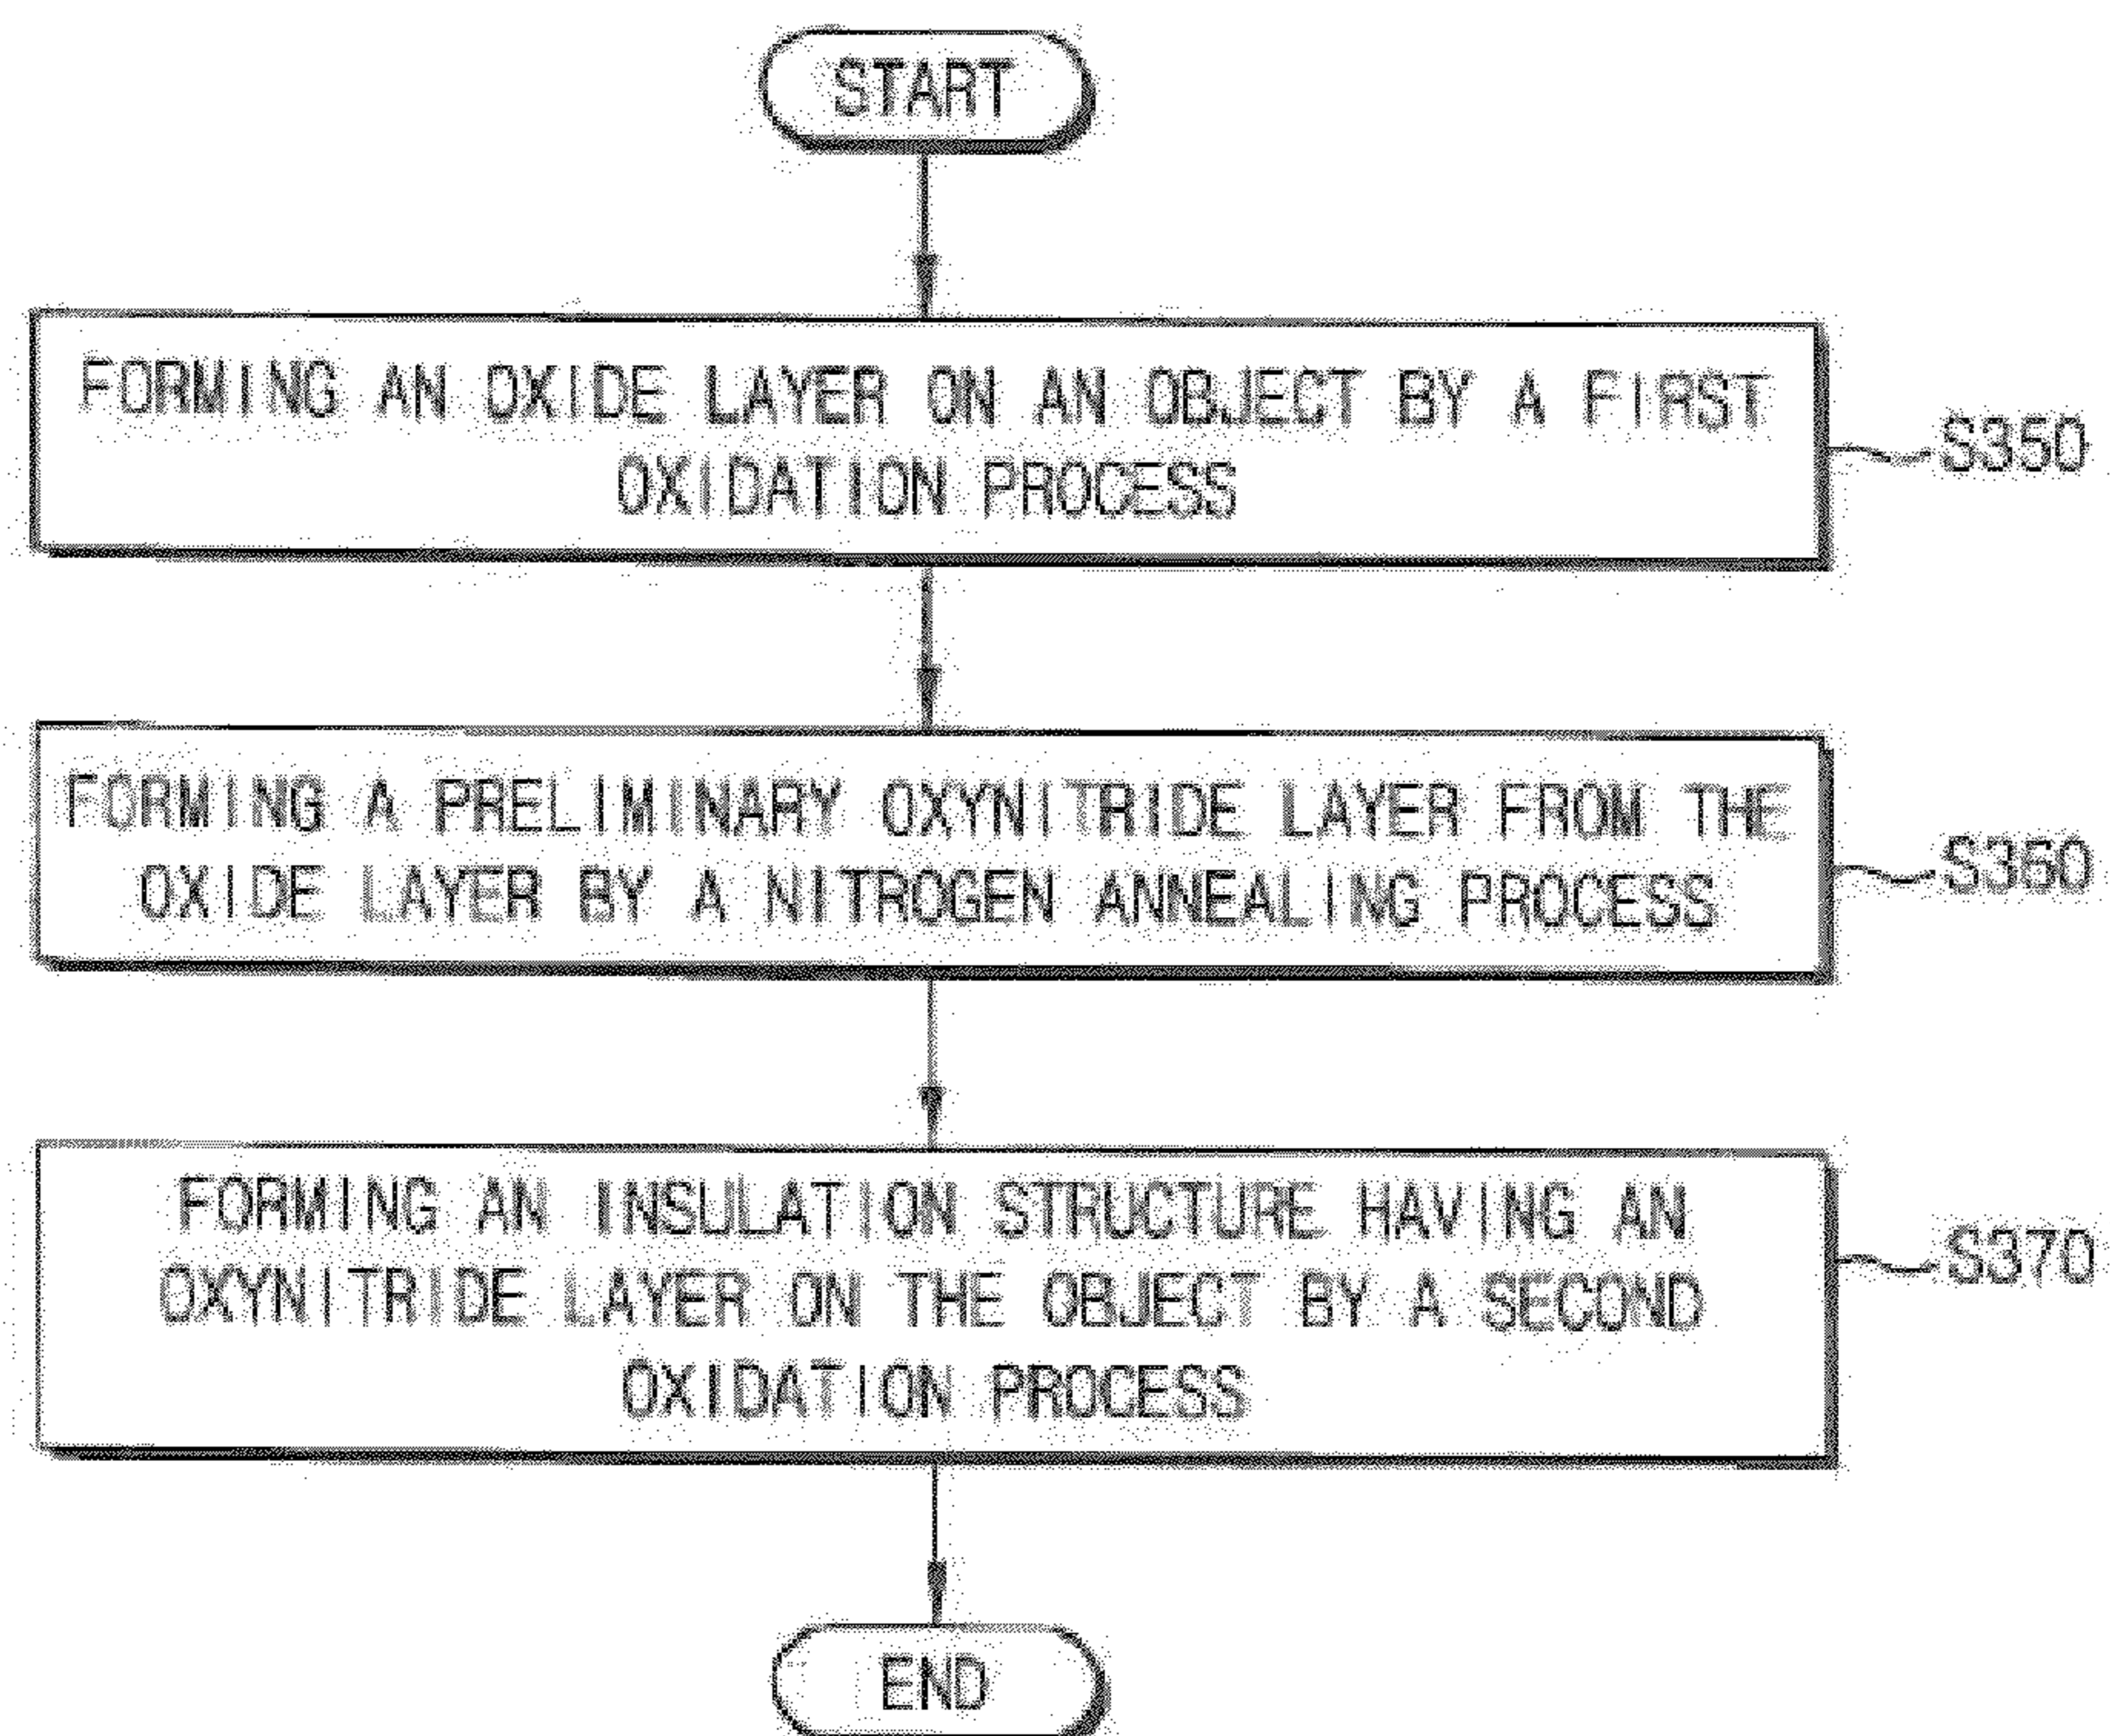 START
FORMING AN OXIDE LAYER ON AN OBJECT BY A FIRST
OXIDATION PROCESS
S350
FORMING A PRELIMINARY OXYNITRIDE LAYER FROM THE
OXIDE LAYER BY A NITROGEN ANNEALING PROCESS
S360
FORMING AN INSULATION STRUCTURE HAVING AN
OXYNITRIDE LAYER ON THE OBJECT BY A SECOND
OXIDATION PROCESS
S370
END